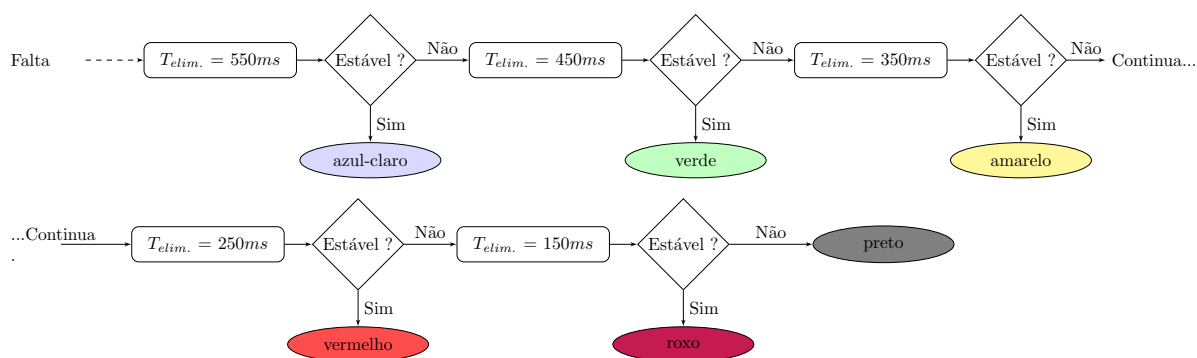 Falta
T_elim. = 550ms
Estável ?
Não
T_elim. = 450ms
Estável ?
Não
T_elim. = 350ms
Estável ?
Não
Continua...
Sim
Sim
Sim
azul-claro
verde
amarelo
...Continua
.
T_elim. = 250ms
Estável ?
Não
T_elim. = 150ms
Estável ?
Não
preto
Sim
Sim
vermelho
roxo